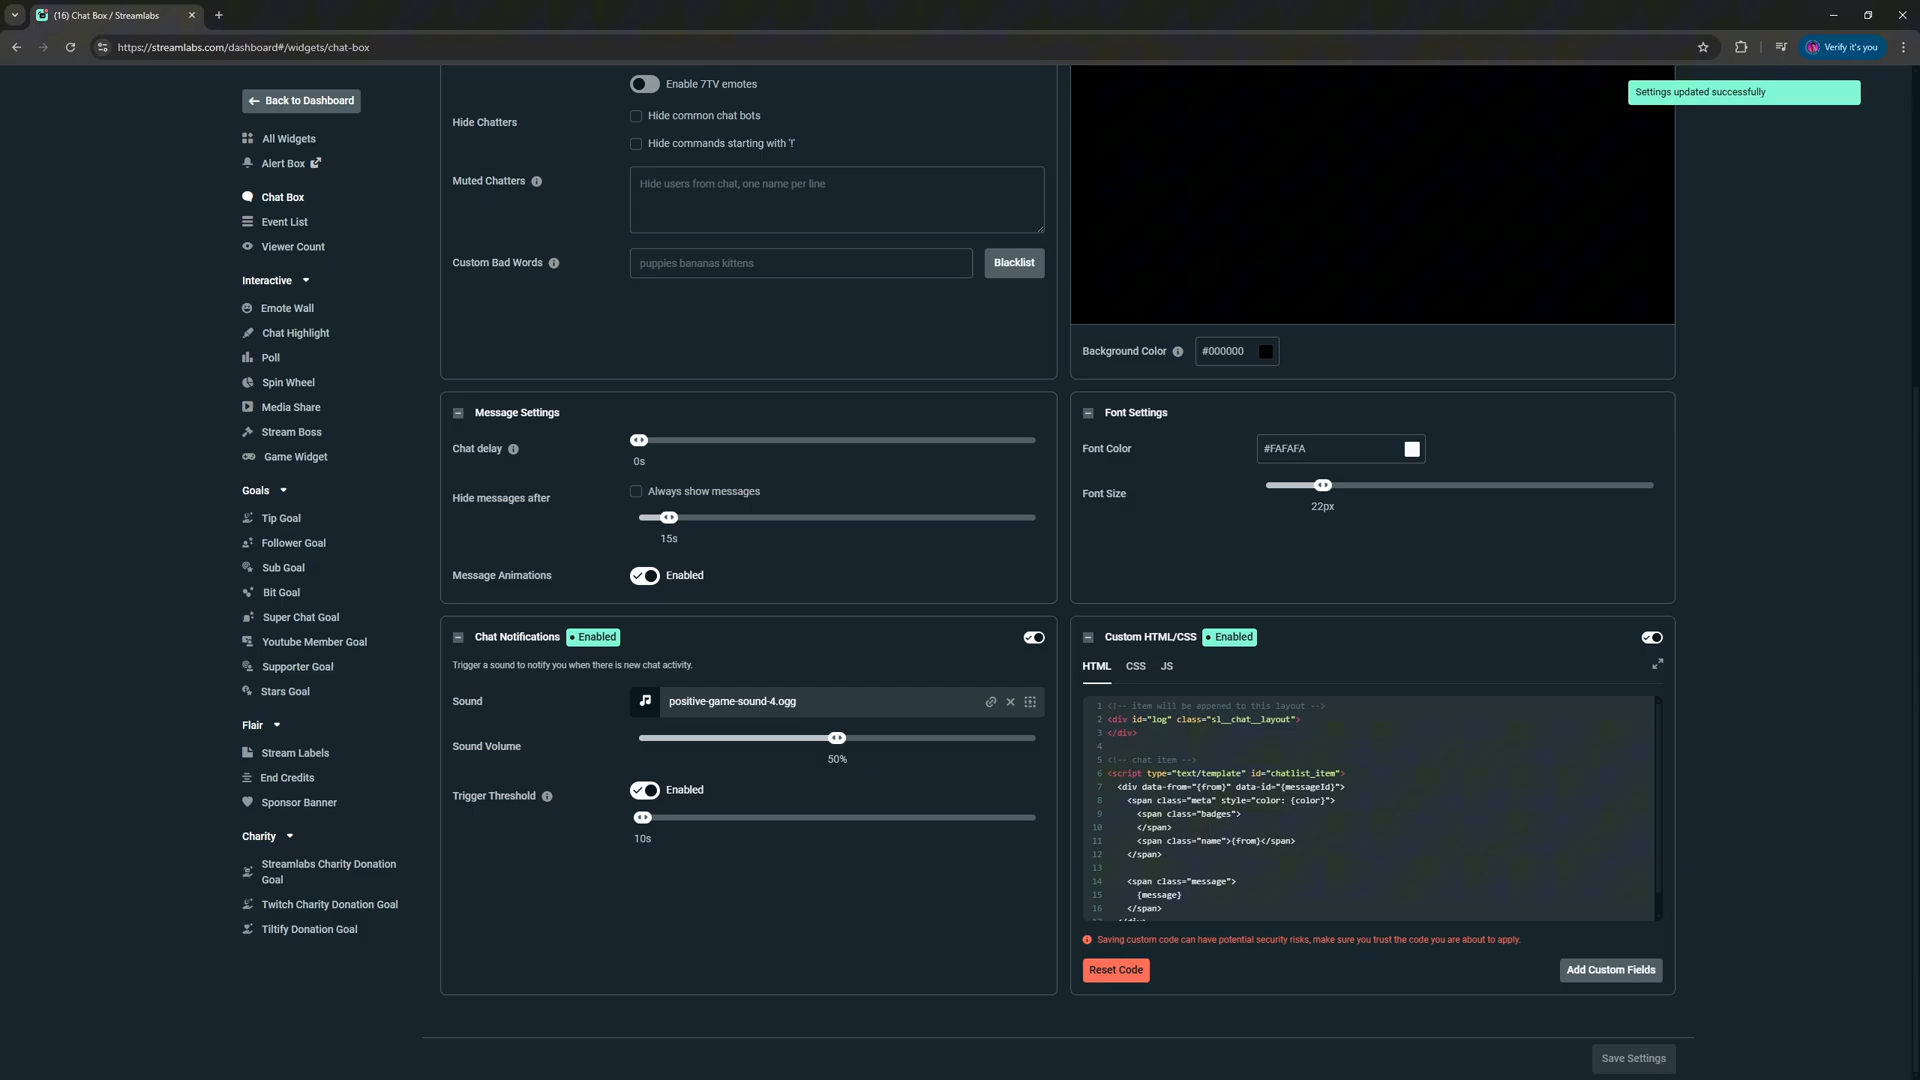 (16) Chat Box / Streamlabs
https://streamlabs.com/dashboard#/widgets/chat-box
Verify it's you
Back to Dashboard
All Widgets
Alert Box
Chat Box
Event List
Viewer Count
Interactive
Emote Wall
Chat Highlight
Poll
Spin Wheel
Media Share
Stream Boss
Game Widget
Goals
Tip Goal
Follower Goal
Sub Goal
Bit Goal
Super Chat Goal
Youtube Member Goal
Supporter Goal
Stars Goal
Flair
Stream Labels
End Credits
Sponsor Banner
Charity
Streamlabs Charity Donation
Goal
Twitch Charity Donation Goal
Tiltify Donation Goal
Enable 7TV emotes
Hide Chatters
Hide common chat bots
Hide commands starting with '!'
Muted Chatters
Hide users from chat, one name per line
Custom Bad Words
puppies bananas kittens
Blacklist
Settings updated successfully
Background Color
#000000
Message Settings
Chat delay
0s
Hide messages after
Always show messages
15s
Message Animations
Enabled
Font Settings
Font Color
#FAFAFA
Font Size
22px
Chat Notifications
Enabled
Trigger a sound to notify you when there is new chat activity.
Sound
positive-game-sound-4.ogg
Sound Volume
50%
Trigger Threshold
Enabled
10s
Custom HTML/CSS
Enabled
HTML CSS JS
1 <!-- item will be appened to this layout -->
2 <div id="log" class="sl__chat__layout">
3 </div>
4
5 <!-- chat item -->
6 <script type="text/template" id="chatlist_item">
7 <div data-from="{from}" data-id="{messageId}">
8 <span class="meta" style="color: {color}">
9 <span class="badges">
10 </span>
11 <span class="name">{from}</span>
12 </span>
13
14 <span class="message">
15 {message}
16 </span>
Saving custom code can have potential security risks, make sure you trust the code you are about to apply.
Reset Code
Add Custom Fields
Save Settings